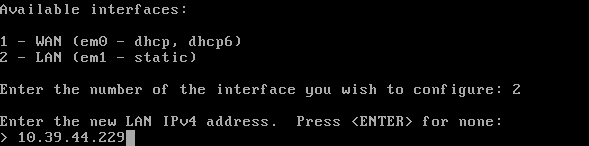 Available interfaces:
1 - WAN (em0 - dhcp, dhcp6)
2 - LAN (em1 - static)
Enter the number of the interface you wish to configure: 2
Enter the new LAN IPv4 address.  Press <ENTER> for none:
> 10.39.44.229